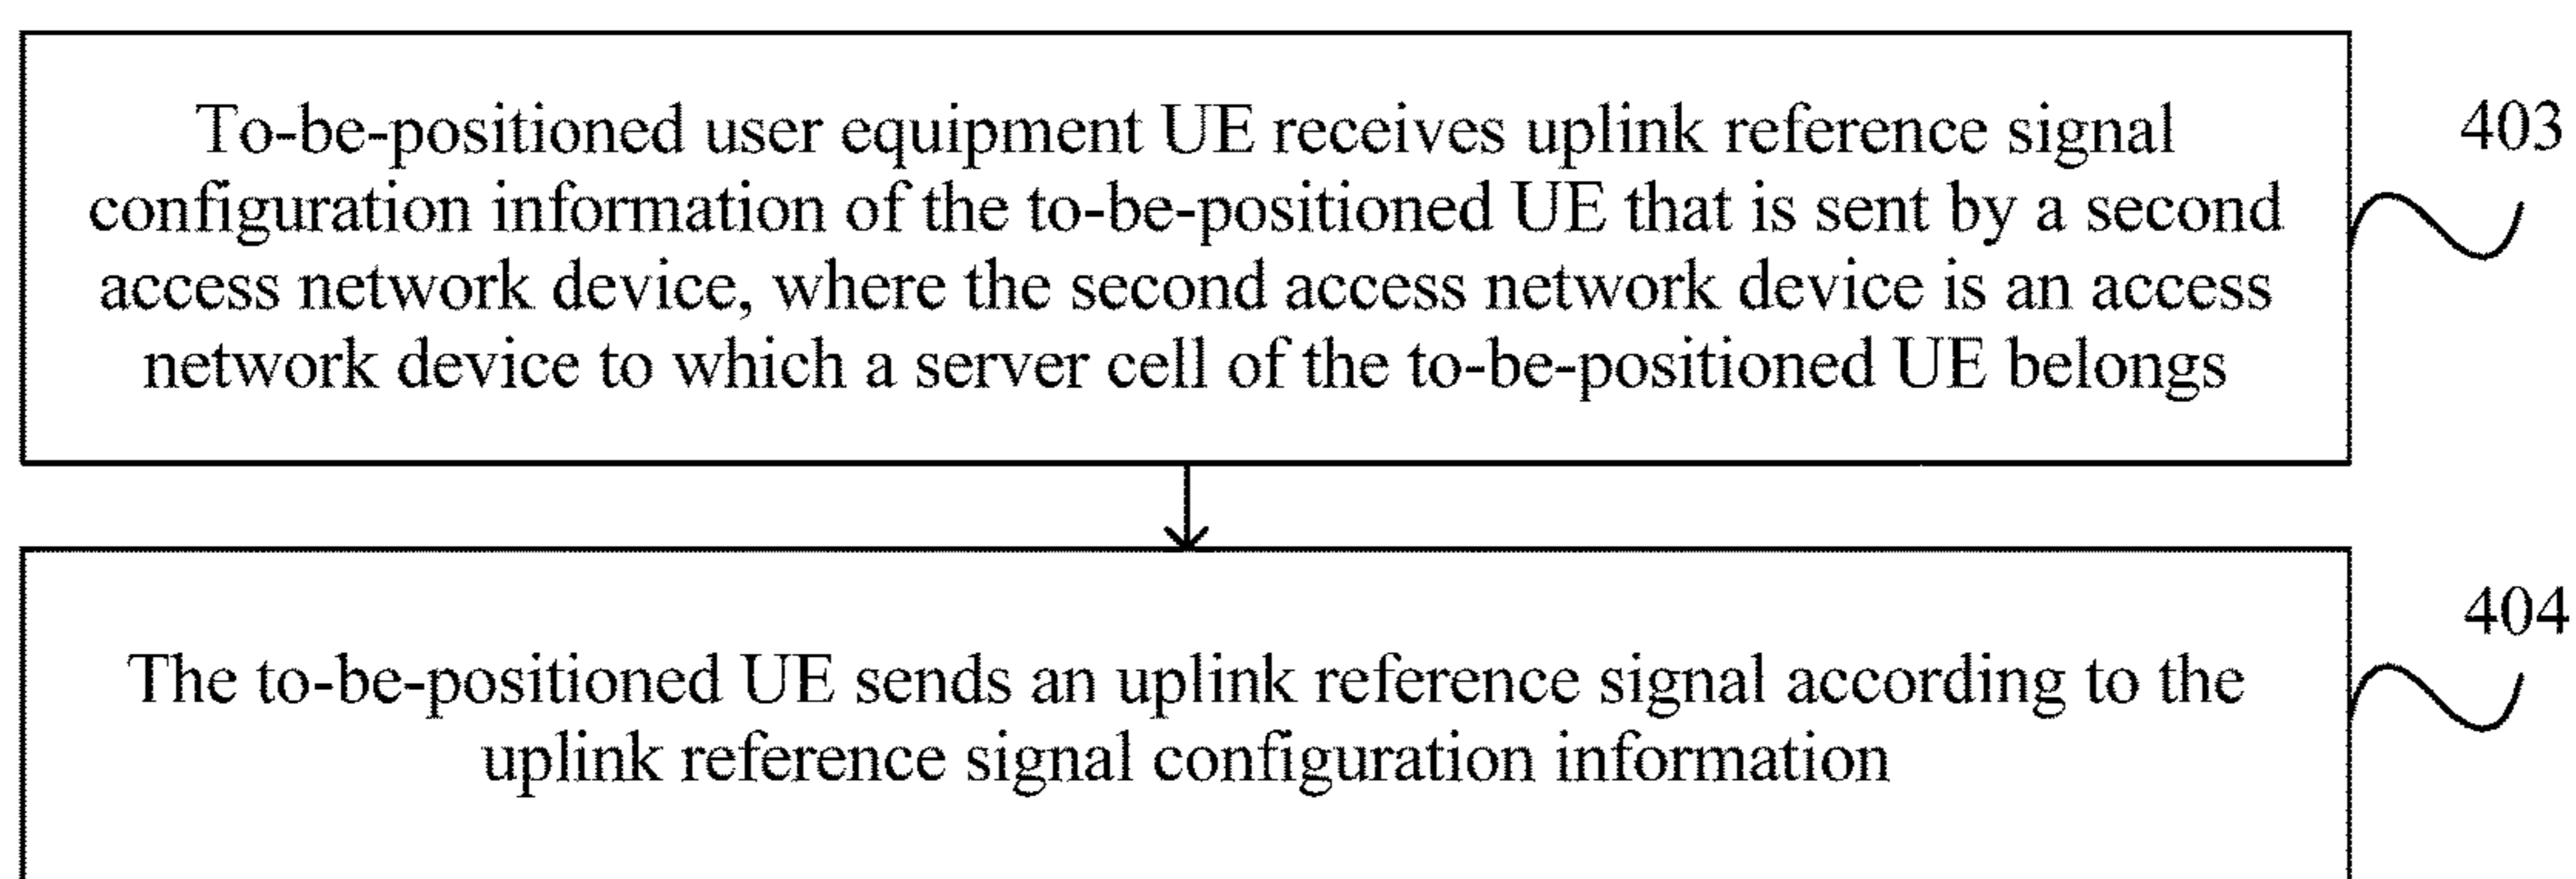 To-be-positioned user equipment UE receives uplink reference signal
configuration information of the to-be-positioned UE that is sent by a second
access network device, where the second access network device is an access
network device to which a server cell of the to-be-positioned UE belongs
403
The to-be-positioned UE sends an uplink reference signal according to the
uplink reference signal configuration information
404